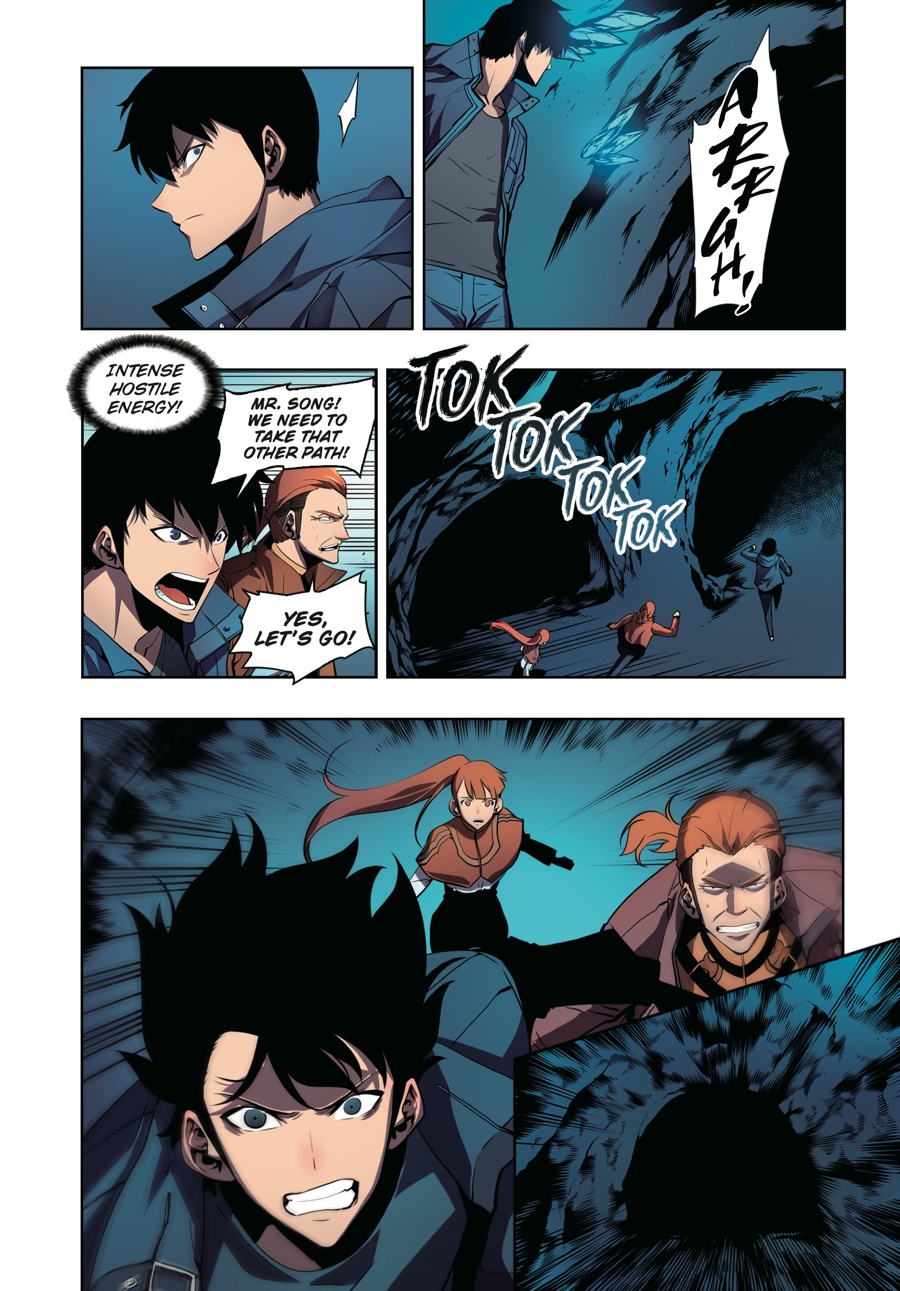 ARRGH!
INTENSE
HOSTILE
ENERGY!
MR. SONG!
WE NEED TO
TAKE THAT
OTHER PATH!
YES,
LET'S GO!
TOK
TOK
TOK
TOK